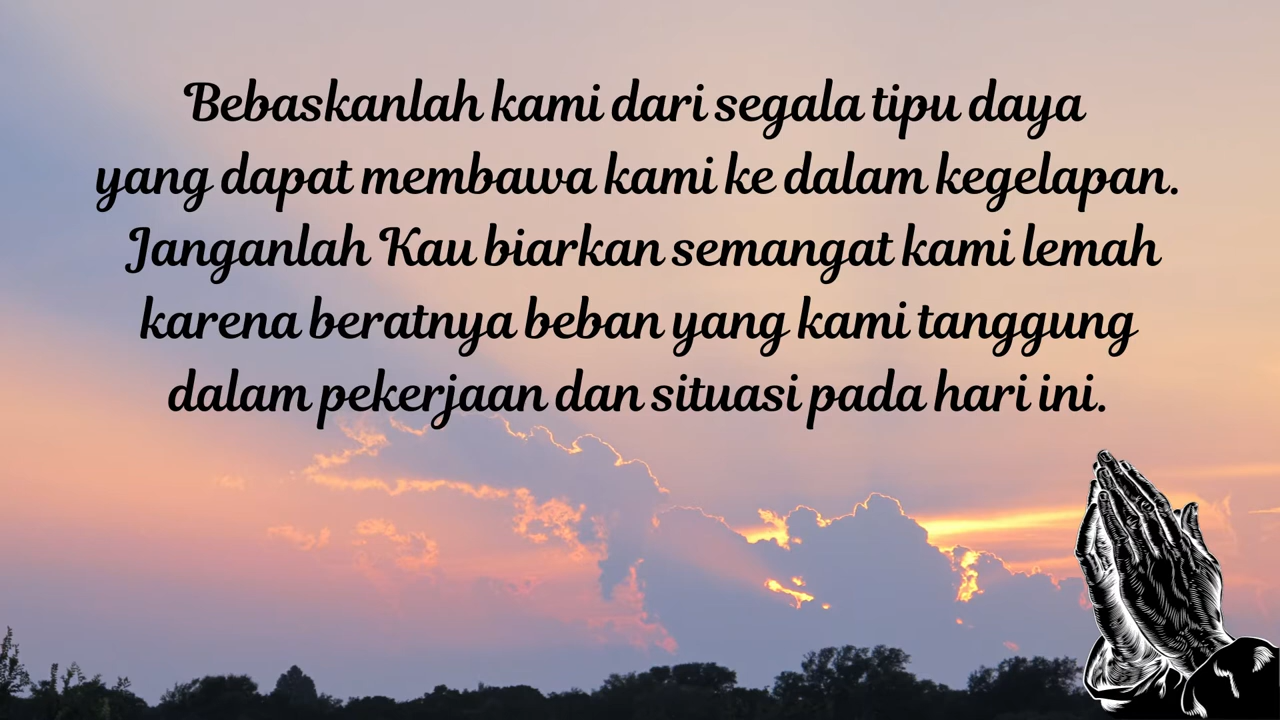 Bebaskanlah kami dari segala tipu daya
yang dapat membawa kami ke dalam kegelapan.
Janganlah Kau biarkan semangat kami lemah
karena beratnya beban yang kami tanggung
dalam pekerjaan dan situasi pada hari ini.